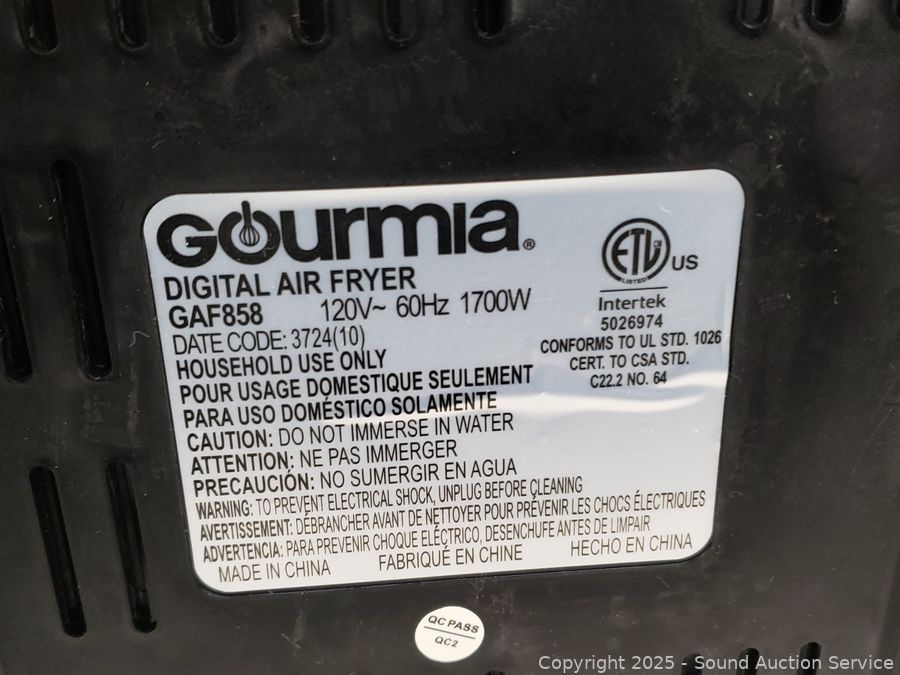 Gourmia®
DIGITAL AIR FRYER
GAF858 120V~ 60Hz 1700W
DATE CODE: 3724(10)
HOUSEHOLD USE ONLY
POUR USAGE DOMESTIQUE SEULEMENT
PARA USO DOMÉSTICO SOLAMENTE
CAUTION: DO NOT IMMERSE IN WATER
ATTENTION: NE PAS IMMERGER
PRECAUCIÓN: NO SUMERGIR EN AGUA
WARNING: TO PREVENT ELECTRICAL SHOCK, UNPLUG BEFORE CLEANING
AVERTISSEMENT: DÉBRANCHER AVANT DE NETTOYER POUR PRÉVENIR LES CHOCS ÉLECTRIQUES
ADVERTENCIA: PARA PREVENIR CHOQUE ELÉCTRICO, DESENCHUFE ANTES DE LIMPAIR
MADE IN CHINA FABRIQUÉ EN CHINE HECHO EN CHINA
ETL CM US
LISTED
Intertek
5026974
CONFORMS TO UL STD. 1026
CERT. TO CSA STD.
C22.2 NO. 64
QC PASS
QC2
Copyright 2025 - Sound Auction Service